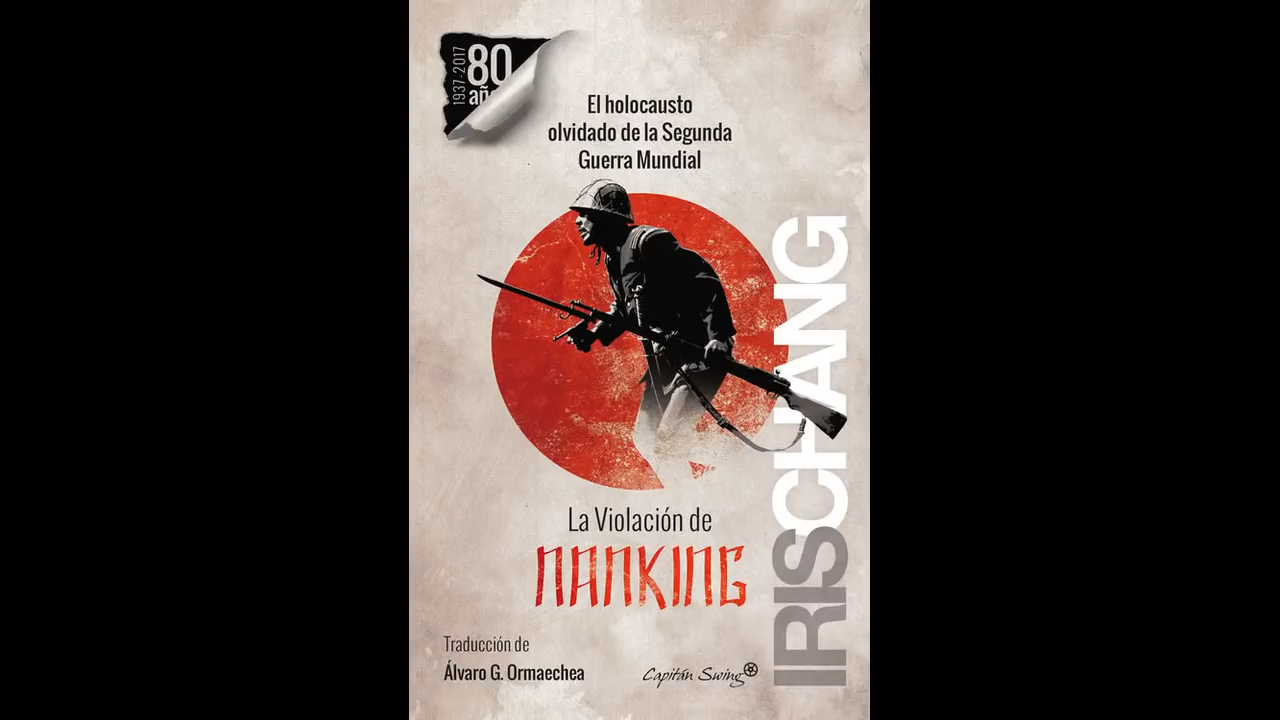 1937-2017
80
El holocausto
olvidado de la Segunda
Guerra Mundial
IRIS CHANG
La Violación de
NANKING
Traducción de
Álvaro G. Ormaechea
Capitán Swing